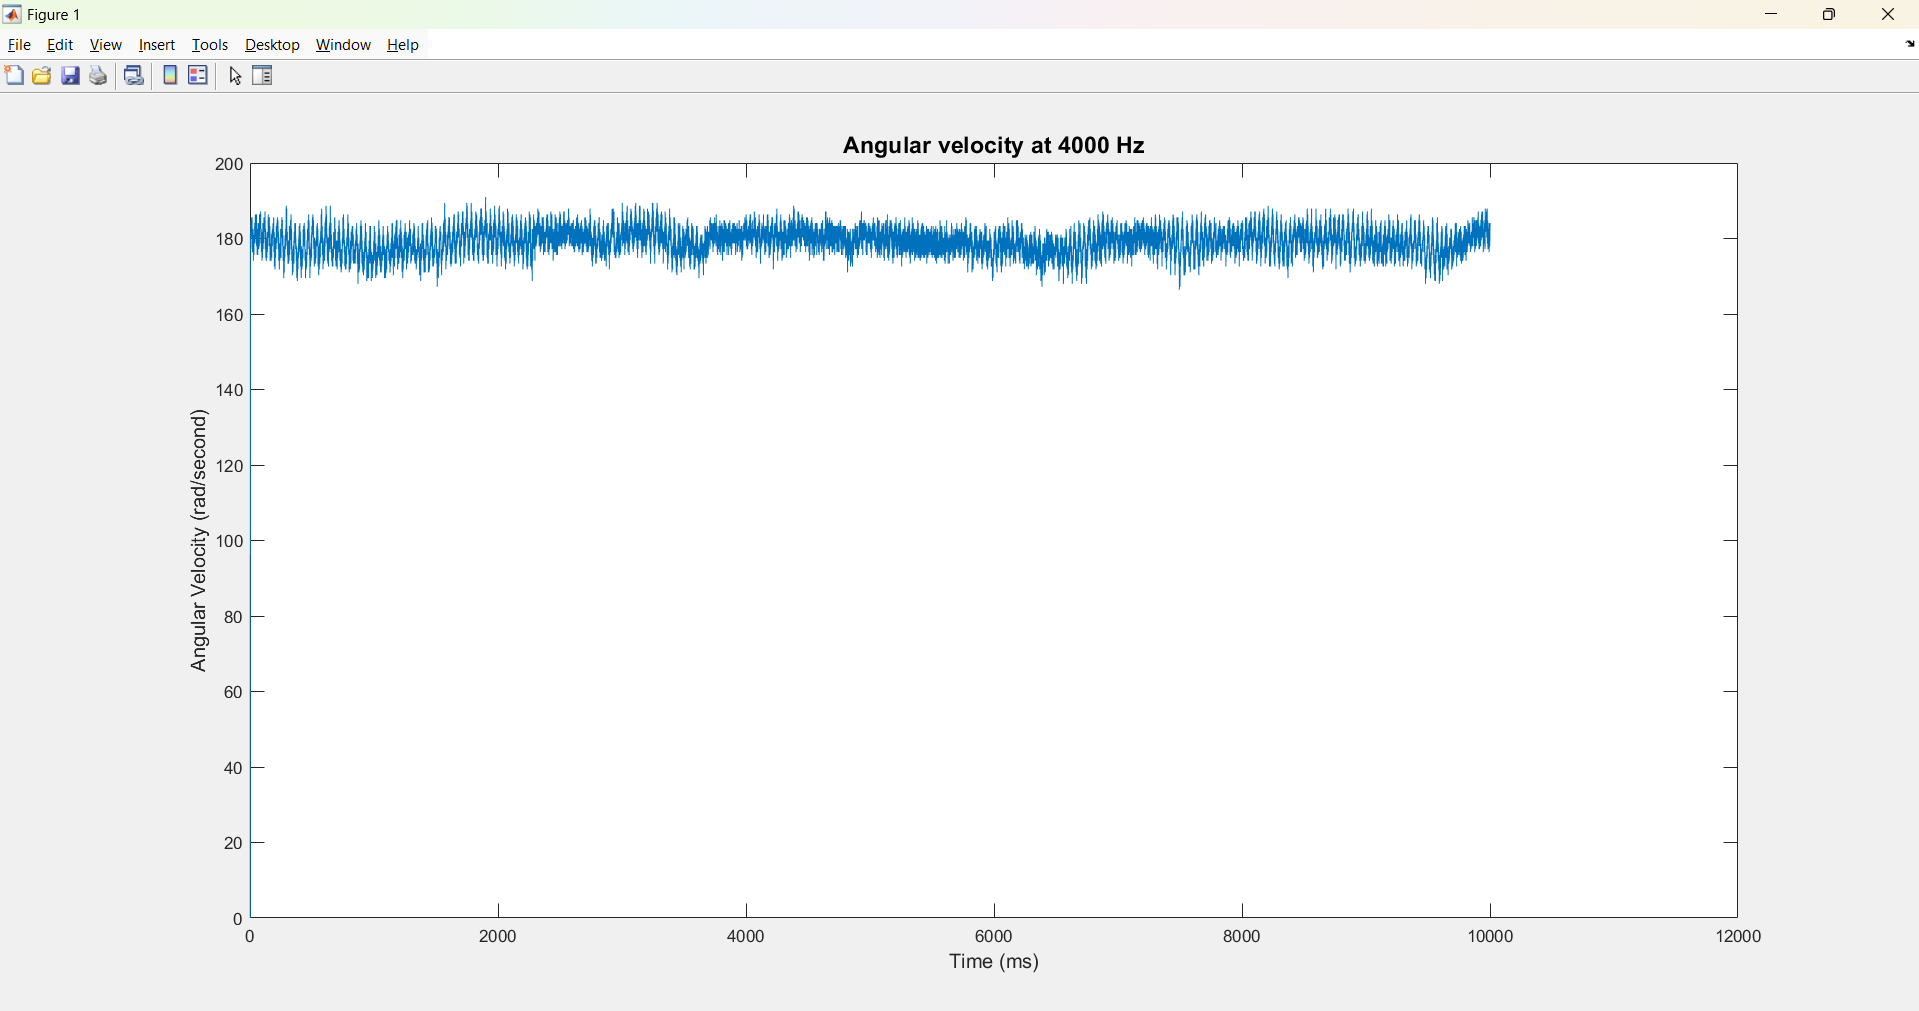 Figure 1
File Edit View Insert Tools Desktop Window Help
Angular velocity at 4000 Hz
200
180
160
140
120
100
80
60
40
20
0
Angular Velocity (rad/second)
0 2000 4000 6000 8000 10000 12000
Time (ms)